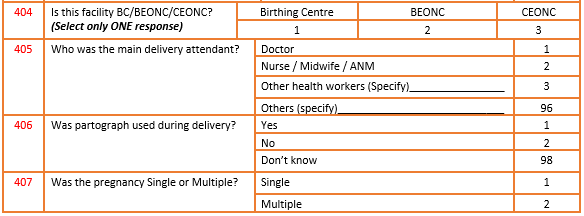 404 Is this facility BC/BEONC/CEONC? Birthing Centre BEONC CEONC
(Select only ONE response) 1 2 3
405 Who was the main delivery attendant? Doctor 1
Nurse / Midwife / ANM 2
Other health workers (Specify)__________________ 3
Others (specify)______________________________ 96
406 Was partograph used during delivery? Yes 1
No 2
Don't know 98
407 Was the pregnancy Single or Multiple? Single 1
Multiple 2